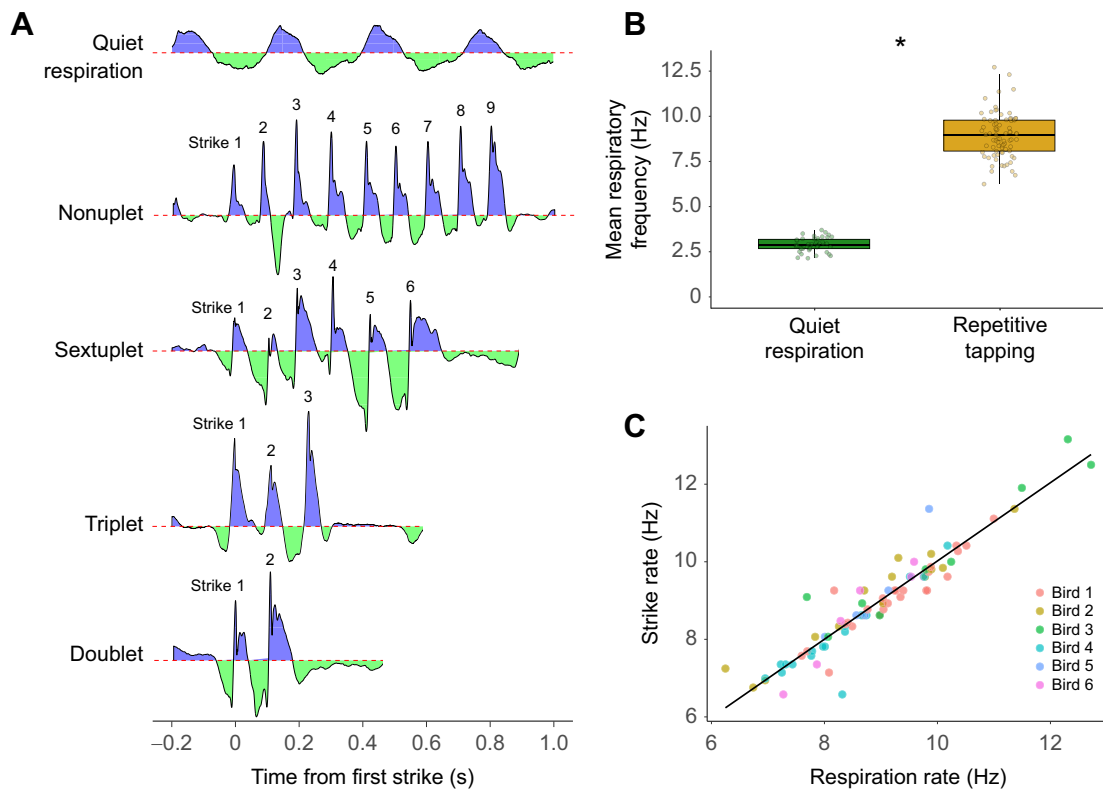 A
Quiet
respiration
Strike 1 2 3 4 5 6 7 8 9
Nonuplet
Strike 1 2 3 4 5 6
Sextuplet
Strike 1 2 3
Triplet
Strike 1 2
Doublet
–0.2 0 0.2 0.4 0.6 0.8 1.0
Time from first strike (s)
B
*
Mean respiratory
frequency (Hz)
12.5
10.0
7.5
5.0
2.5
0
Quiet
respiration
Repetitive
tapping
C
Strike rate (Hz)
12
10
8
6
Bird 1
Bird 2
Bird 3
Bird 4
Bird 5
Bird 6
6 8 10 12
Respiration rate (Hz)